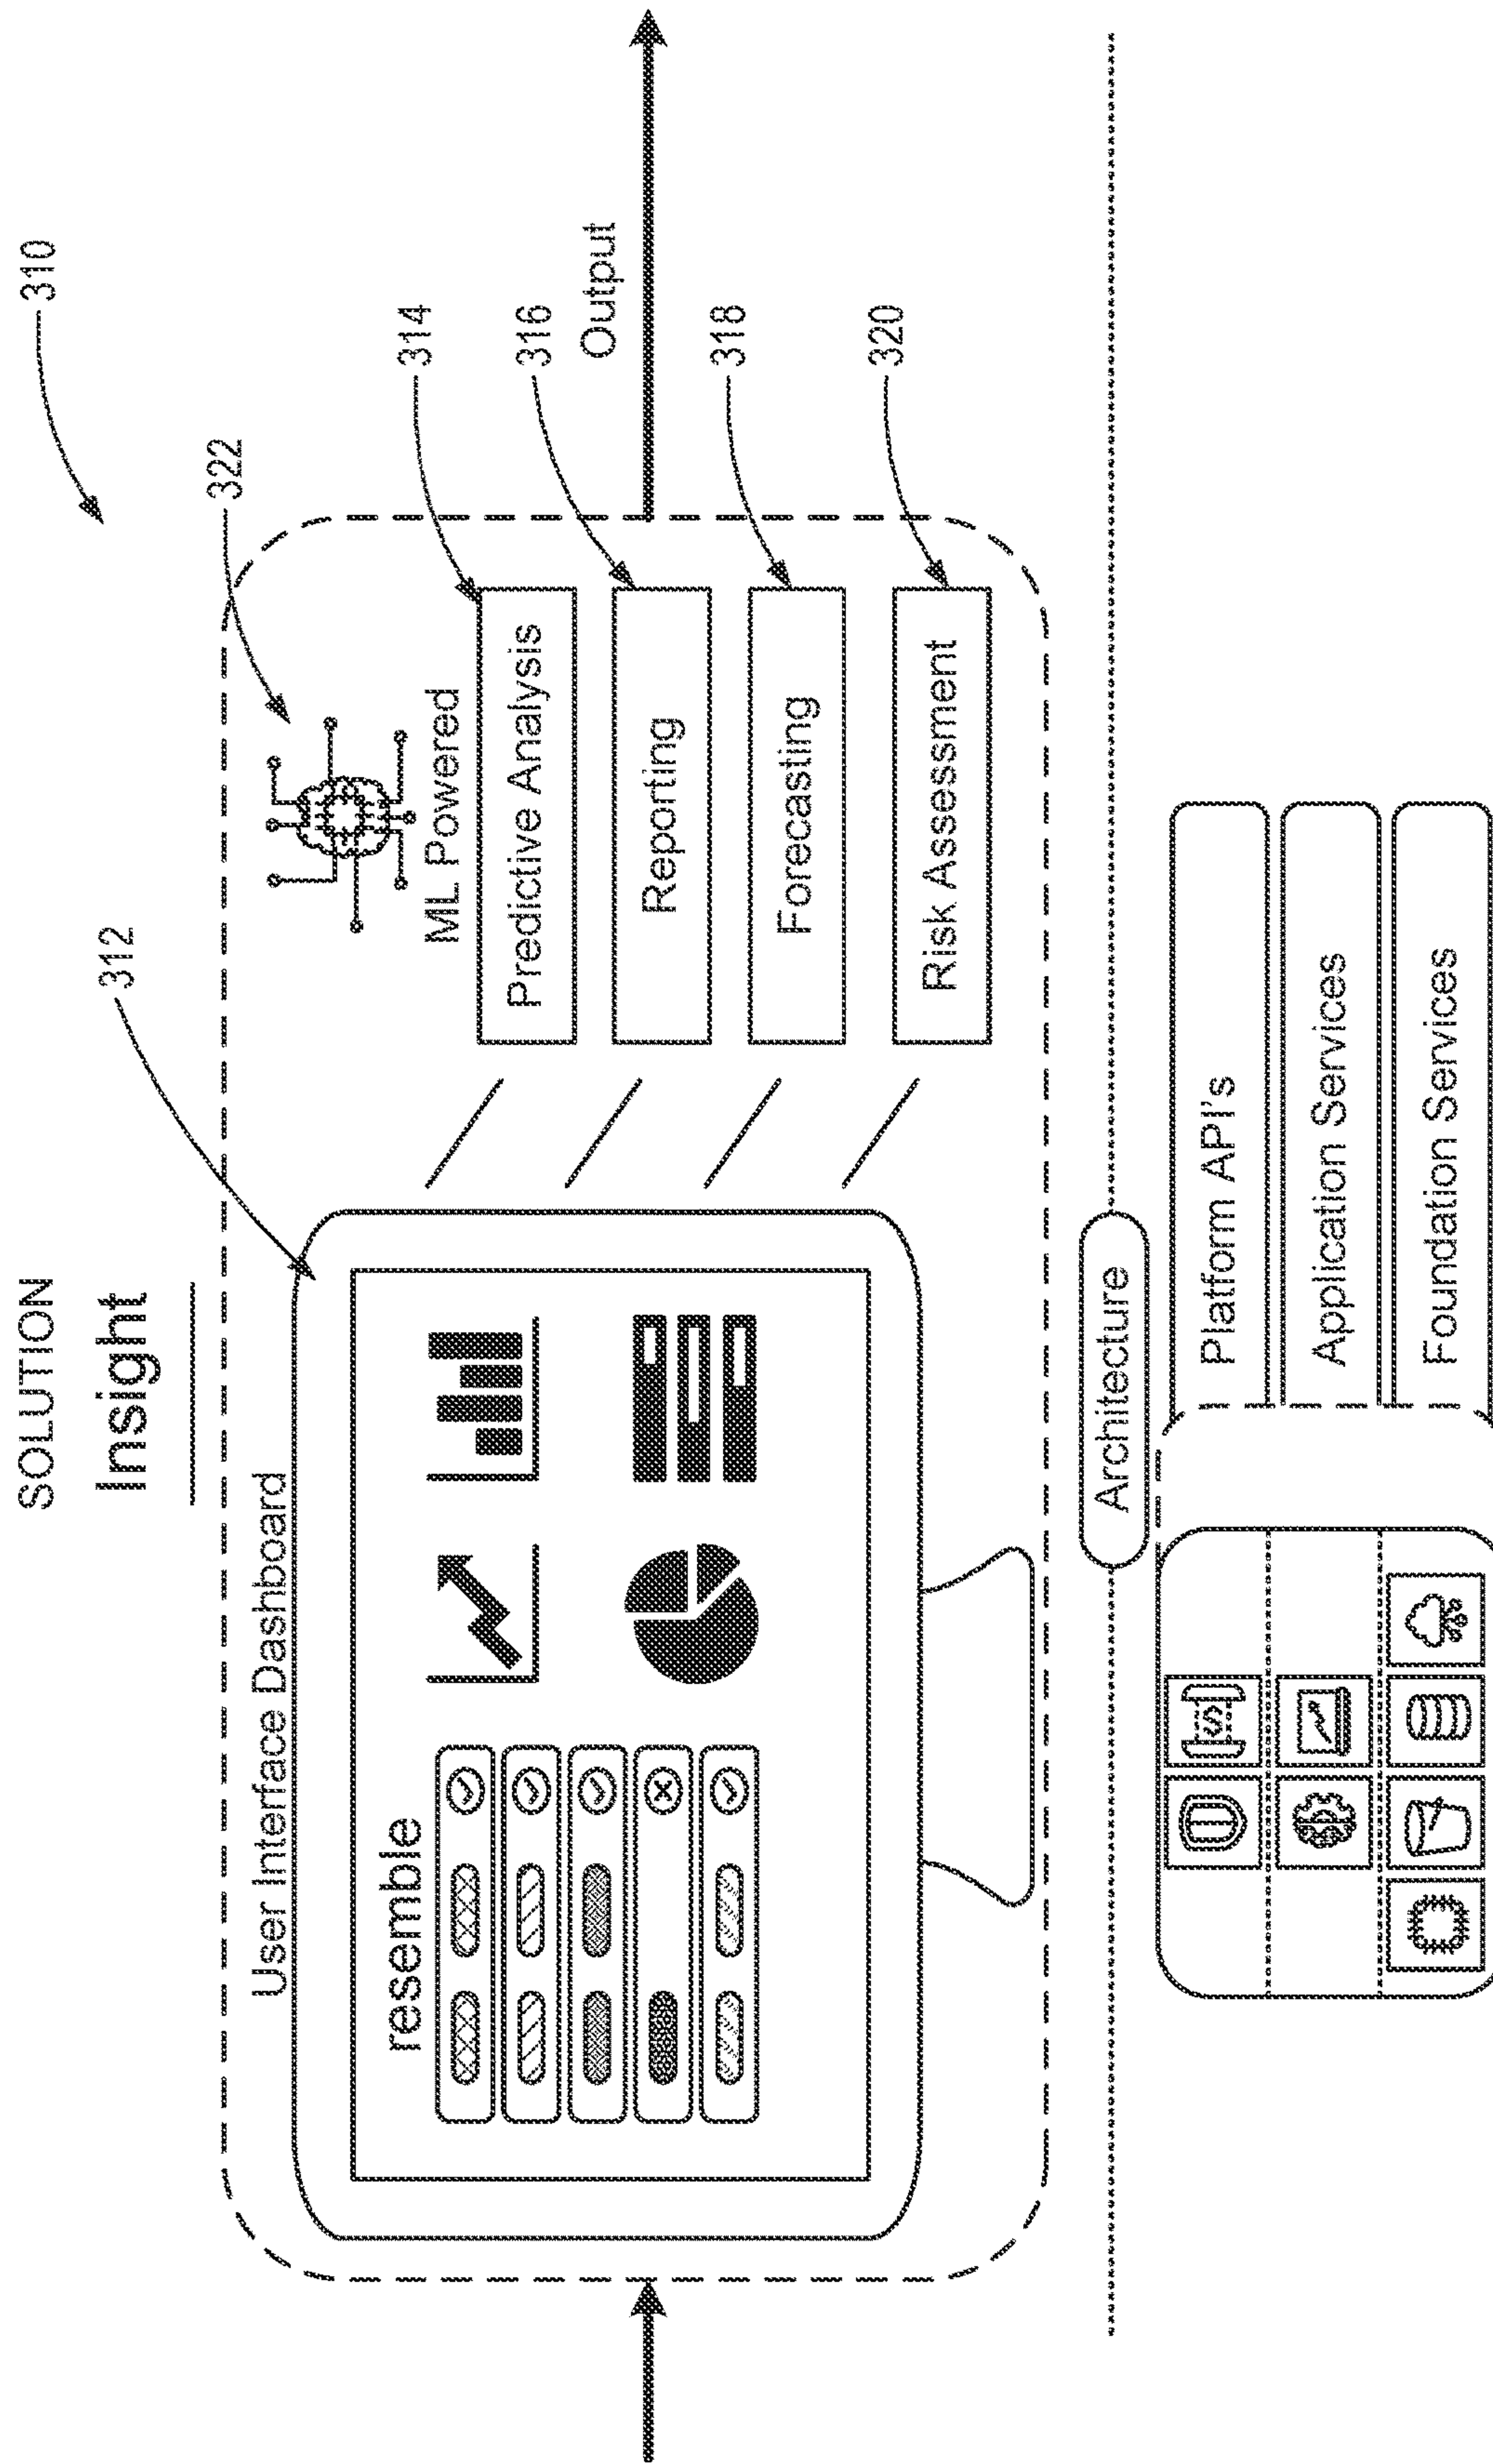 SOLUTION
Insight
310
312
322
User Interface Dashboard
resemble
ML Powered
Predictive Analysis
314
Reporting
316
Output
Forecasting
318
Risk Assessment
320
Architecture
Platform API's
Application Services
Foundation Services
$